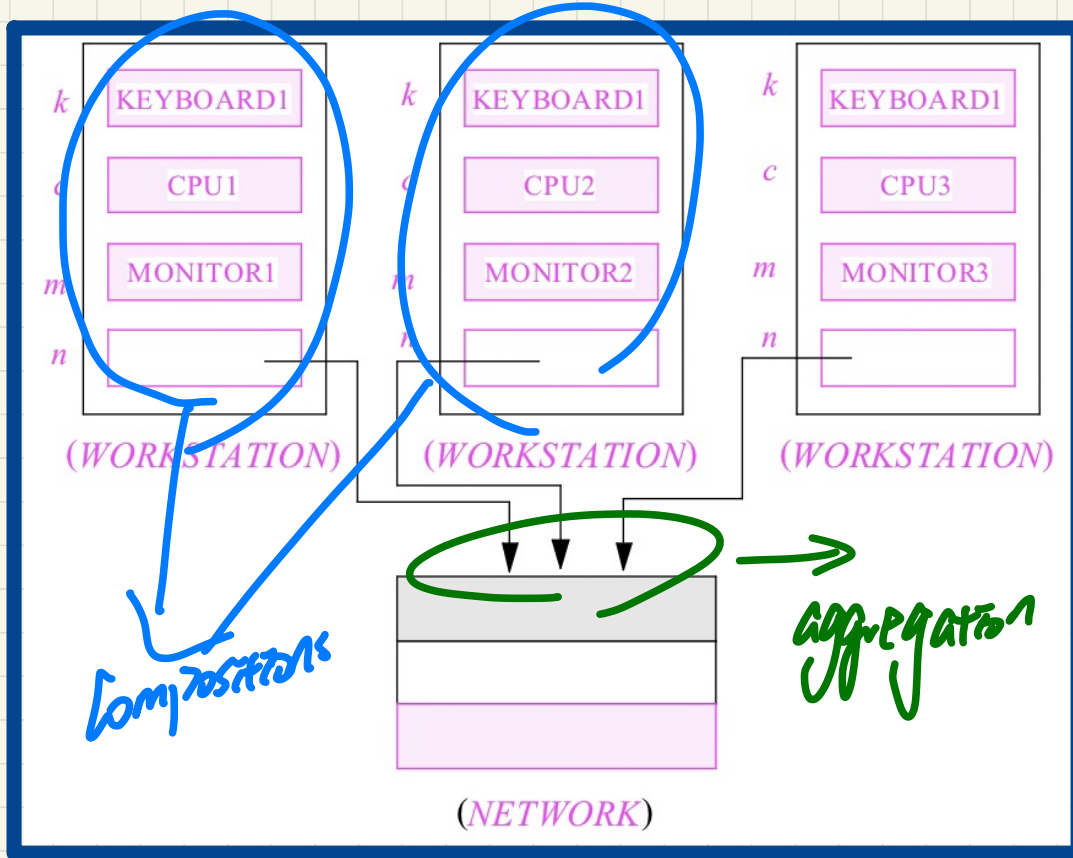 k KEYBOARD1 k KEYBOARD1 k KEYBOARD1
c CPU1 c CPU2 c CPU3
m MONITOR1 m MONITOR2 m MONITOR3
n n n
(WORKSTATION) (WORKSTATION) (WORKSTATION)
aggregation
Compositions
(NETWORK)